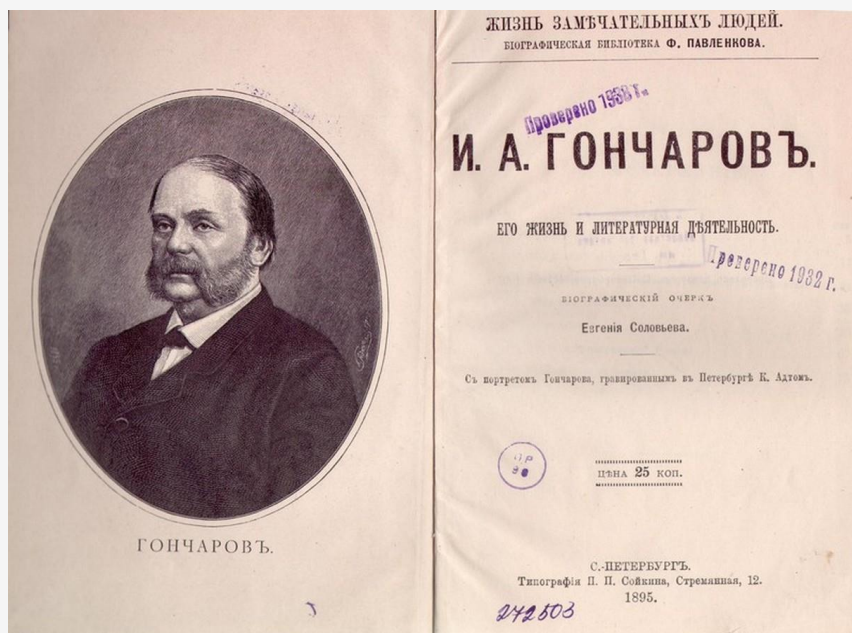 ГОНЧАРОВЪ.
ЖИЗНЬ ЗАМѢЧАТЕЛЬНЫХЪ ЛЮДЕЙ.
БІОГРАФИЧЕСКАЯ БИБЛІОТЕКА Ф. ПАВЛЕНКОВА.
Проверено 1938 г.
И. А. ГОНЧАРОВЪ.
ЕГО ЖИЗНЬ И ЛИТЕРАТУРНАЯ ДѢЯТЕЛЬНОСТЬ.
Проверено 1932 г.
БІОГРАФИЧЕСКІЙ ОЧЕРКЪ
Евгенія Соловьева.
Съ портретомъ Гончарова, гравированнымъ въ Петербургѣ К. Адтомъ.
ЦѢНА 25 КОП.
С.-ПЕТЕРБУРГЪ.
Типографія П. П. Сойкина, Стремянная, 12.
1895.
272503